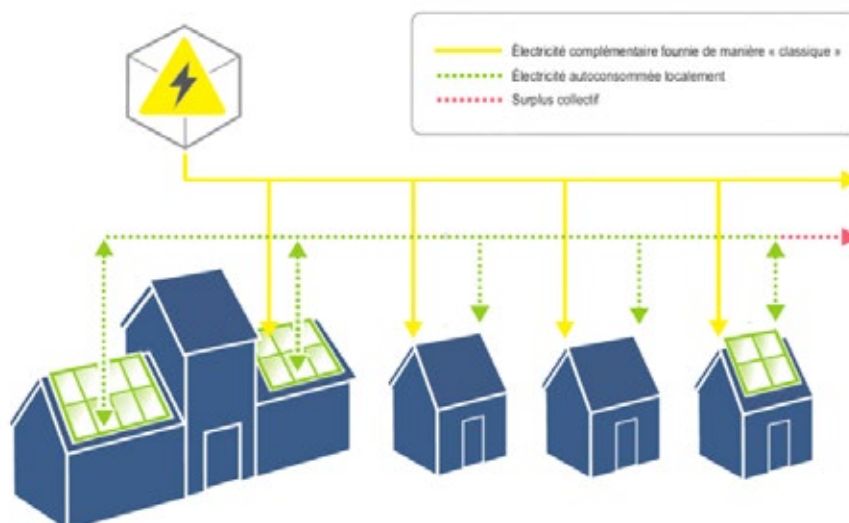 Électricité complémentaire fournie de manière « classique »
Électricité autoconsommée localement
Surplus collectif